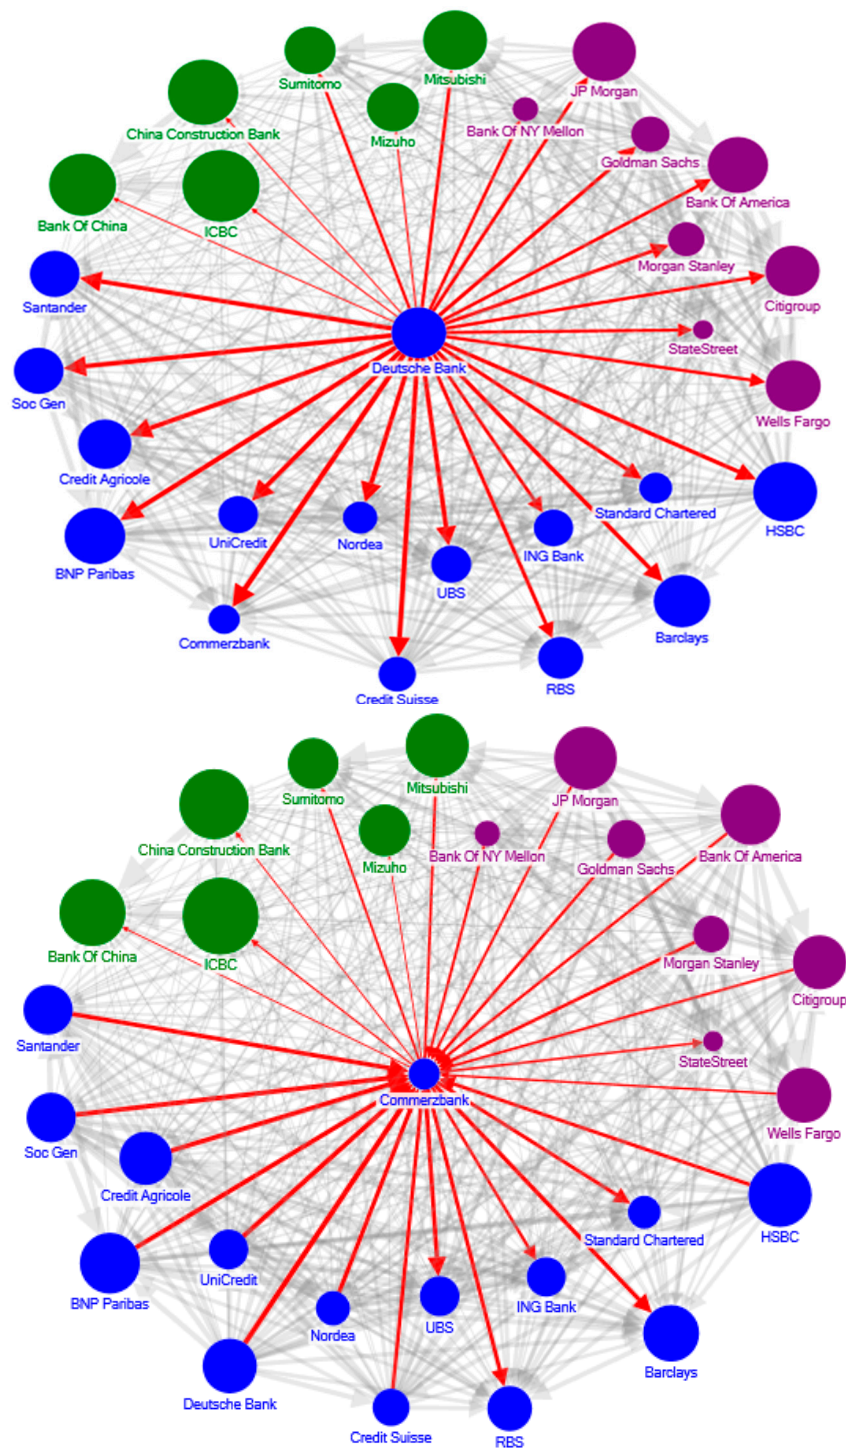 Sumitomo
Mitsubishi
JP Morgan
China Construction Bank
Mizuho
Bank Of NY Mellon
Goldman Sachs
Bank Of China
ICBC
Bank Of America
Santander
Morgan Stanley
Citigroup
StateStreet
Deutsche Bank
Soc Gen
Wells Fargo
Credit Agricole
UniCredit
Nordea
ING Bank
Standard Chartered
HSBC
BNP Paribas
UBS
Commerzbank
Barclays
Credit Suisse
RBS
Sumitomo
Mitsubishi
JP Morgan
China Construction Bank
Mizuho
Bank Of NY Mellon
Goldman Sachs
Bank Of America
Bank Of China
ICBC
Morgan Stanley
Citigroup
Santander
StateStreet
Commerzbank
Soc Gen
Wells Fargo
Credit Agricole
Standard Chartered
HSBC
BNP Paribas
UniCredit
Nordea
UBS
ING Bank
Barclays
Deutsche Bank
Credit Suisse
RBS